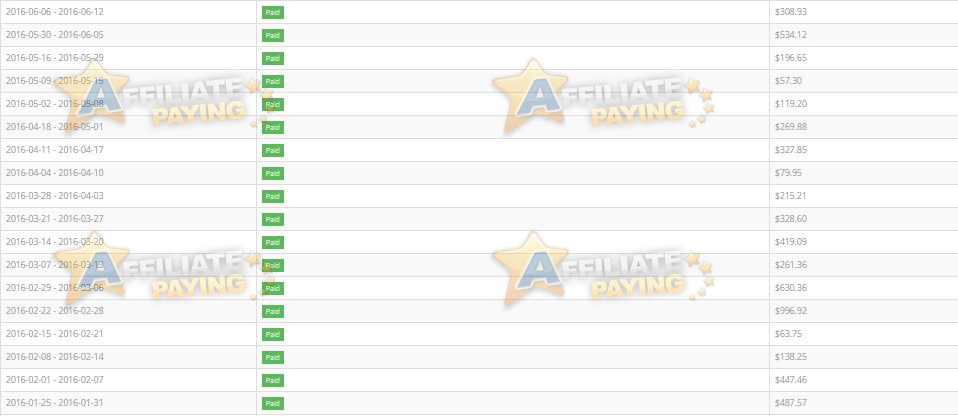 2016-06-06 - 2016-06-12 Paid $308.93
2016-05-30 - 2016-06-05 Paid $534.12
2016-05-16 - 2016-05-29 Paid $196.65
2016-05-09 - 2016-05-15 Paid $57.30
2016-05-02 - 2016-05-08 Paid $119.20
2016-04-18 - 2016-05-01 Paid $269.88
2016-04-11 - 2016-04-17 Paid $327.85
2016-04-04 - 2016-04-10 Paid $79.95
2016-03-28 - 2016-04-03 Paid $215.21
2016-03-21 - 2016-03-27 Paid $328.60
2016-03-14 - 2016-03-20 Paid $419.09
2016-03-07 - 2016-03-13 Paid $261.36
2016-02-29 - 2016-03-06 Paid $630.36
2016-02-22 - 2016-02-28 Paid $996.92
2016-02-15 - 2016-02-21 Paid $63.75
2016-02-08 - 2016-02-14 Paid $138.25
2016-02-01 - 2016-02-07 Paid $447.46
2016-01-25 - 2016-01-31 Paid $487.57
AFFILIATE
PAYING
AFFILIATE
PAYING
AFFILIATE
PAYING
AFFILIATE
PAYING